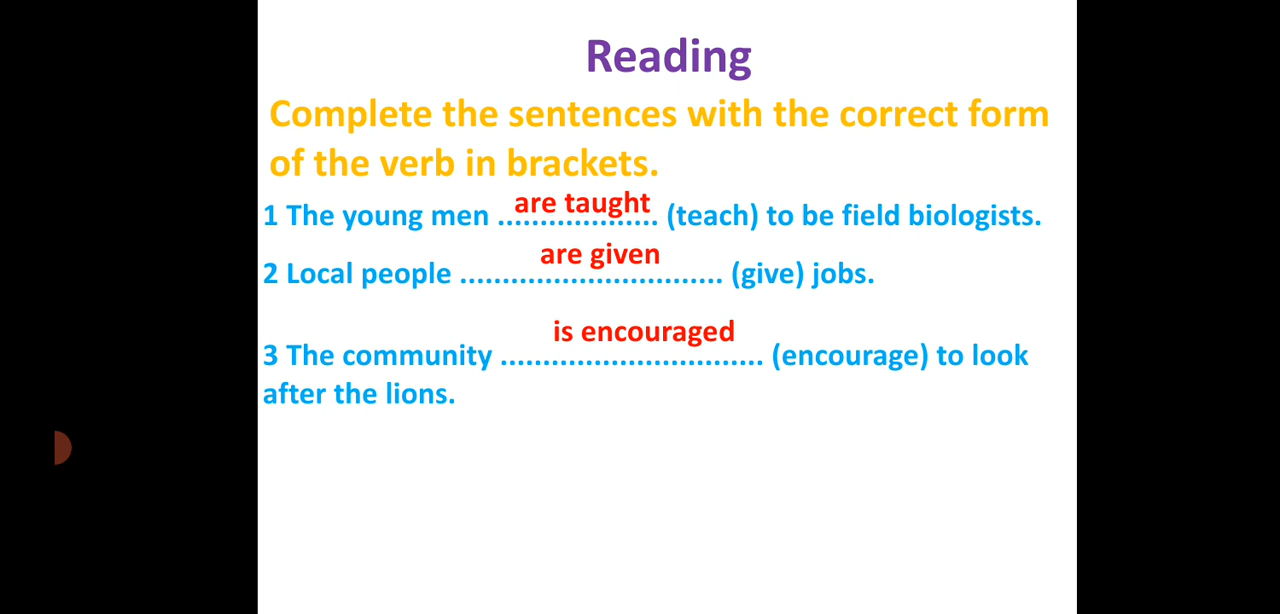 Reading
Complete the sentences with the correct form
of the verb in brackets.
are taught
1 The young men ................... (teach) to be field biologists.
are given
2 Local people ............................... (give) jobs.
is encouraged
3 The community ............................... (encourage) to look
after the lions.